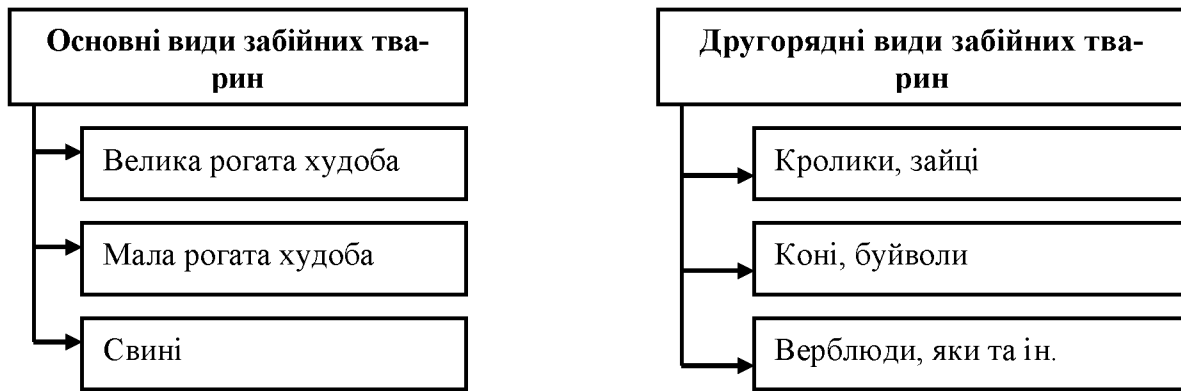 Основні види забійних тва-
рин
Велика рогата худоба
Мала рогата худоба
Свині
Другорядні види забійних тва-
рин
Кролики, зайці
Коні, буйволи
Верблюди, яки та ін.